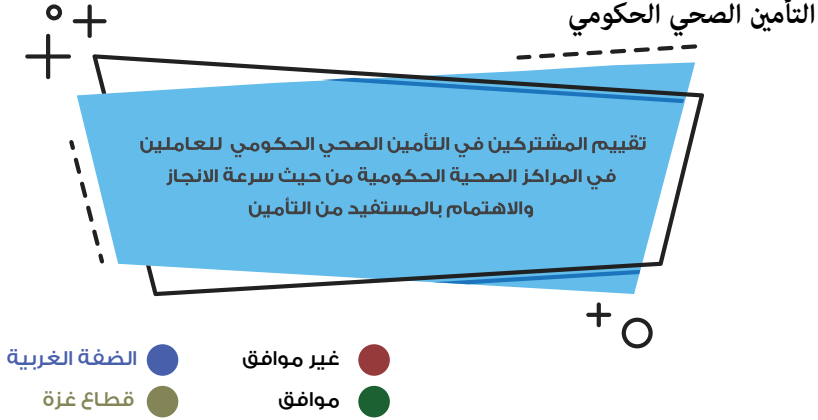 التأمين الصحي الحكومي
تقييم المشتركين في التأمين الصحي الحكومي للعاملين
في المراكز الصحية الحكومية من حيث سرعة الانجاز
والاهتمام بالمستفيد من التأمين
غير موافق
الضفة الغربية
موافق
قطاع غزة